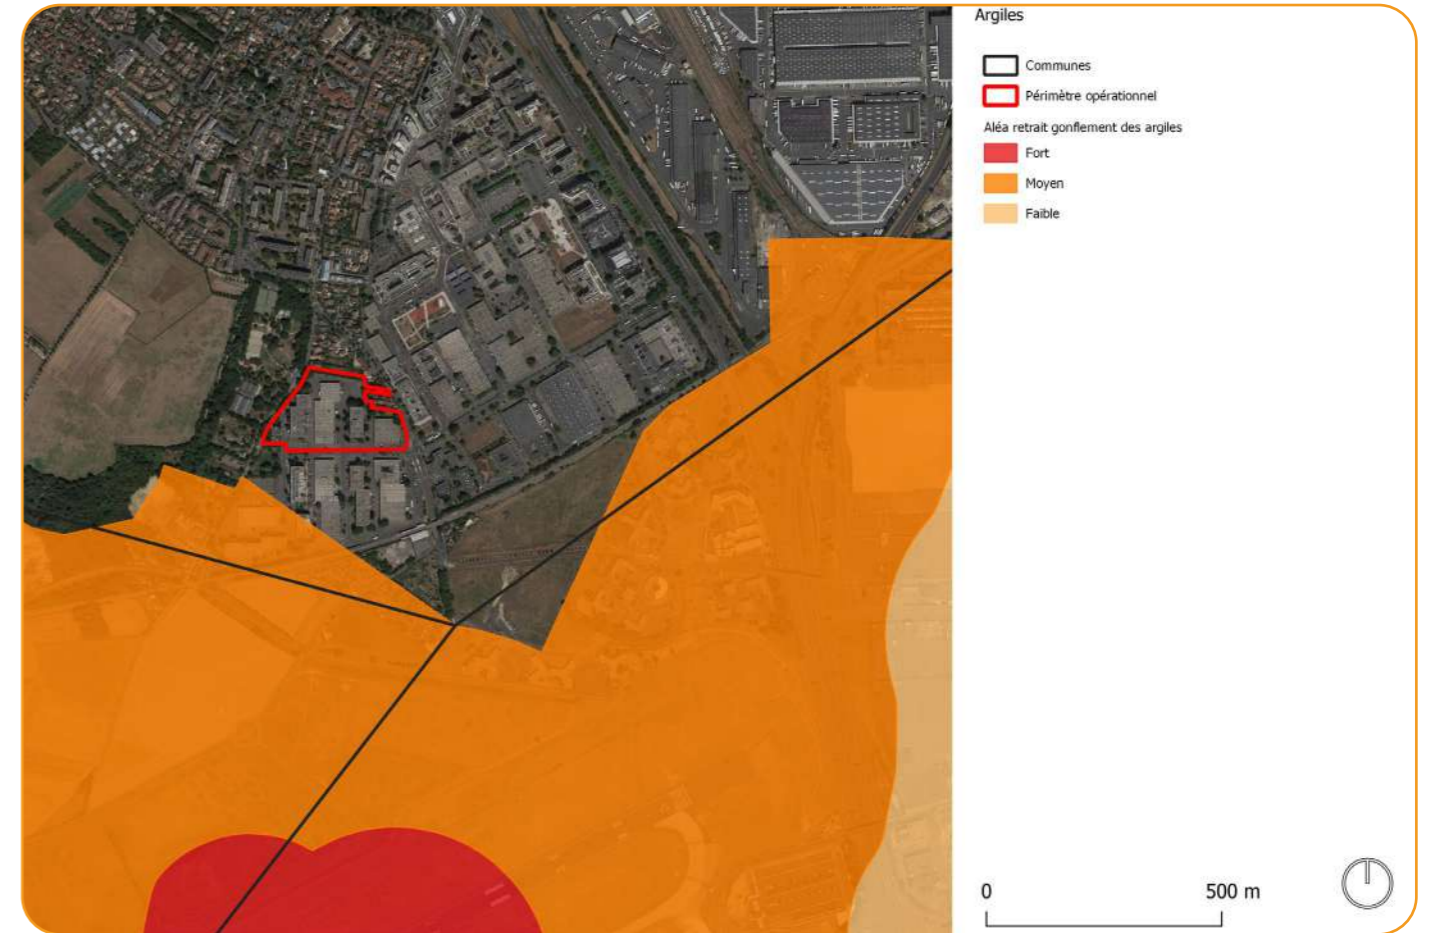 Argiles
Communes
Périmètre opérationnel
Aléa retrait gonflement des argiles
Fort
Moyen
Faible
0 500 m